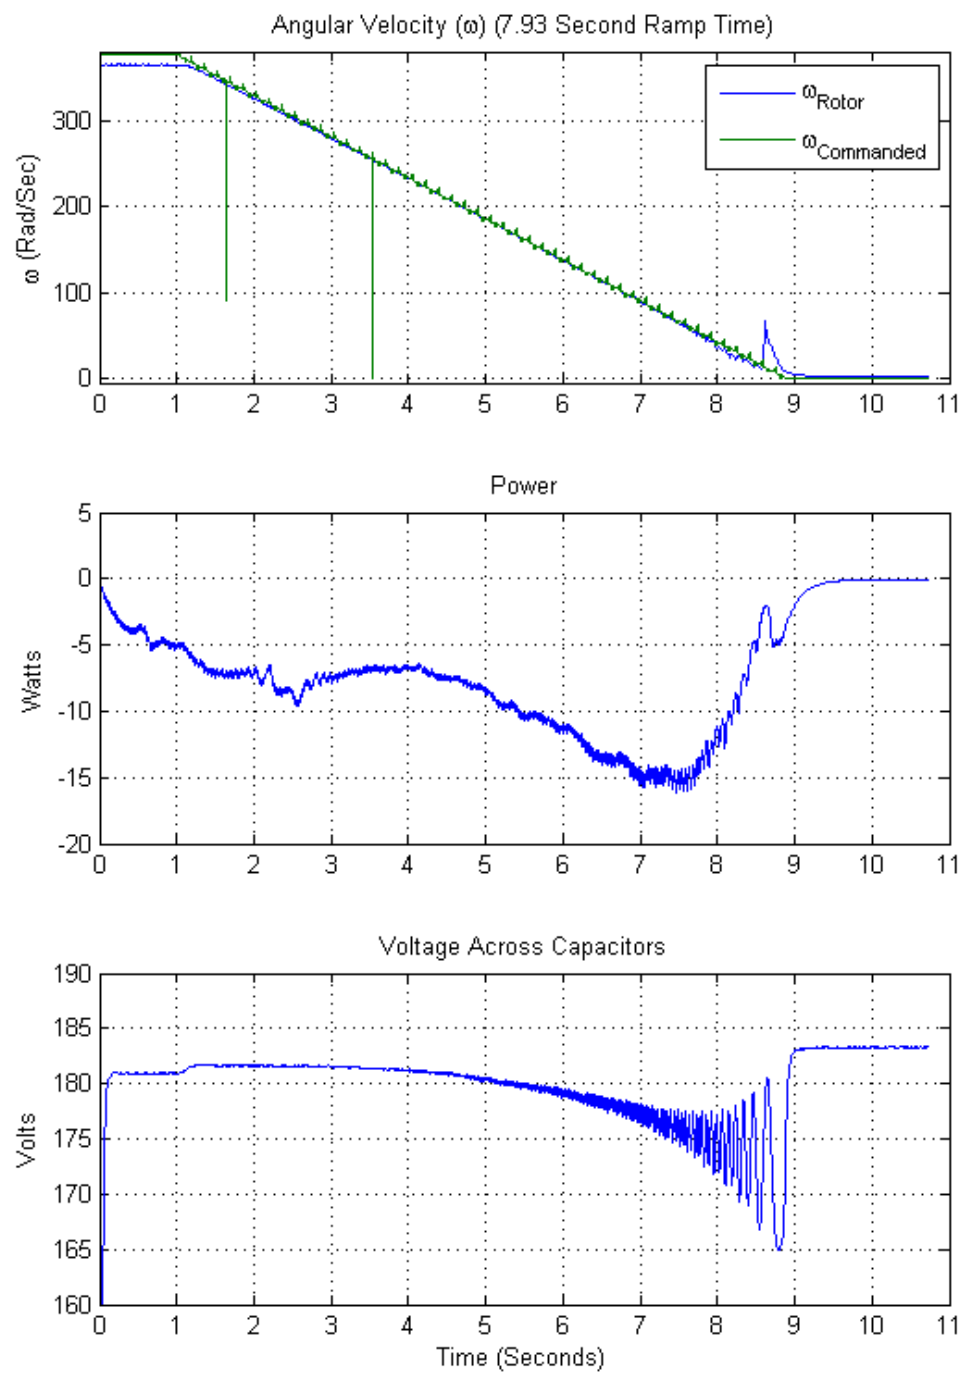 Angular Velocity (ω) (7.93 Second Ramp Time)
ω (Rad/Sec)
300
200
100
0
ω_Rotor
ω_Commanded
0 1 2 3 4 5 6 7 8 9 10 11
Power
Watts
5
0
-5
-10
-15
-20
0 1 2 3 4 5 6 7 8 9 10 11
Voltage Across Capacitors
Volts
190
185
180
175
170
165
160
0 1 2 3 4 5 6 7 8 9 10 11
Time (Seconds)